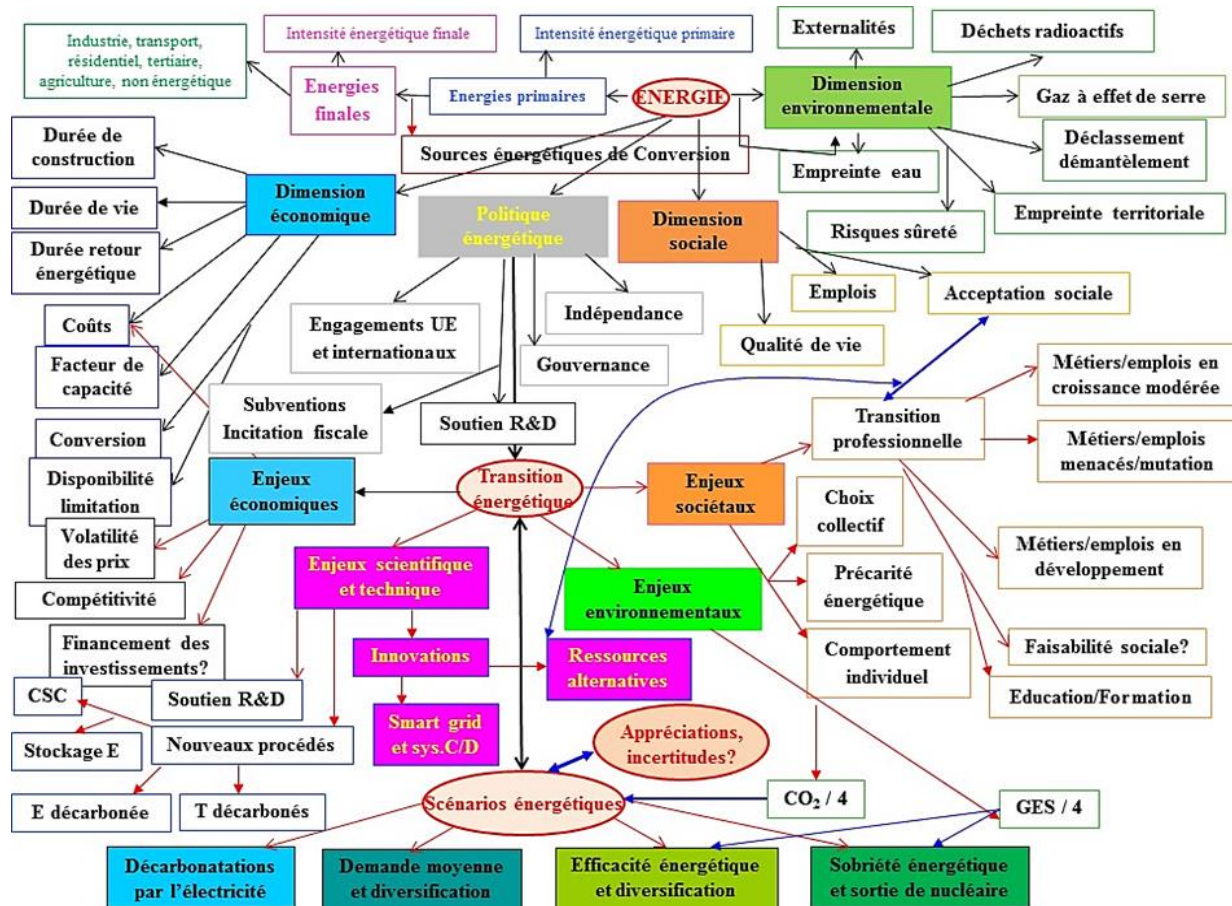 Industrie, transport,
résidentiel, tertiaire,
agriculture, non énergétique
Intensité énergétique finale
Intensité énergétique primaire
Externalités
Déchets radioactifs
Energies
finales
Energies primaires
ENERGIE
Dimension
environnementale
Gaz à effet de serre
Durée de
construction
Sources énergétiques de Conversion
Empreinte eau
Déclassement
démantèlement
Dimension
économique
Durée de vie
Politique
énergétique
Dimension
sociale
Risques sûreté
Empreinte territoriale
Durée retour
énergétique
Emplois
Acceptation sociale
Coûts
Engagements UE
et internationaux
Indépendance
Gouvernance
Qualité de vie
Facteur de
capacité
Métiers/emplois en
croissance modérée
Subventions
Incitation fiscale
Soutien R&D
Transition
professionnelle
Conversion
Métiers/emplois
menacés/mutation
Disponibilité
limitation
Enjeux
économiques
Transition
énergétique
Enjeux
sociétaux
Choix
collectif
Volatilité
des prix
Enjeux scientifique
et technique
Enjeux
environnementaux
Précarité
énergétique
Métiers/emplois en
développement
Compétitivité
Financement des
investissements?
Innovations
Ressources
alternatives
Comportement
individuel
Faisabilité sociale?
CSC
Soutien R&D
Education/Formation
Stockage E
Nouveaux procédés
Smart grid
et sys.C/D
Appréciations,
incertitudes?
E décarbonée
T décarbonés
Scénarios énergétiques
CO₂ / 4
GES / 4
Décarbonatations
par l’électricité
Demande moyenne
et diversification
Efficacité énergétique
et diversification
Sobriété énergétique
et sortie de nucléaire